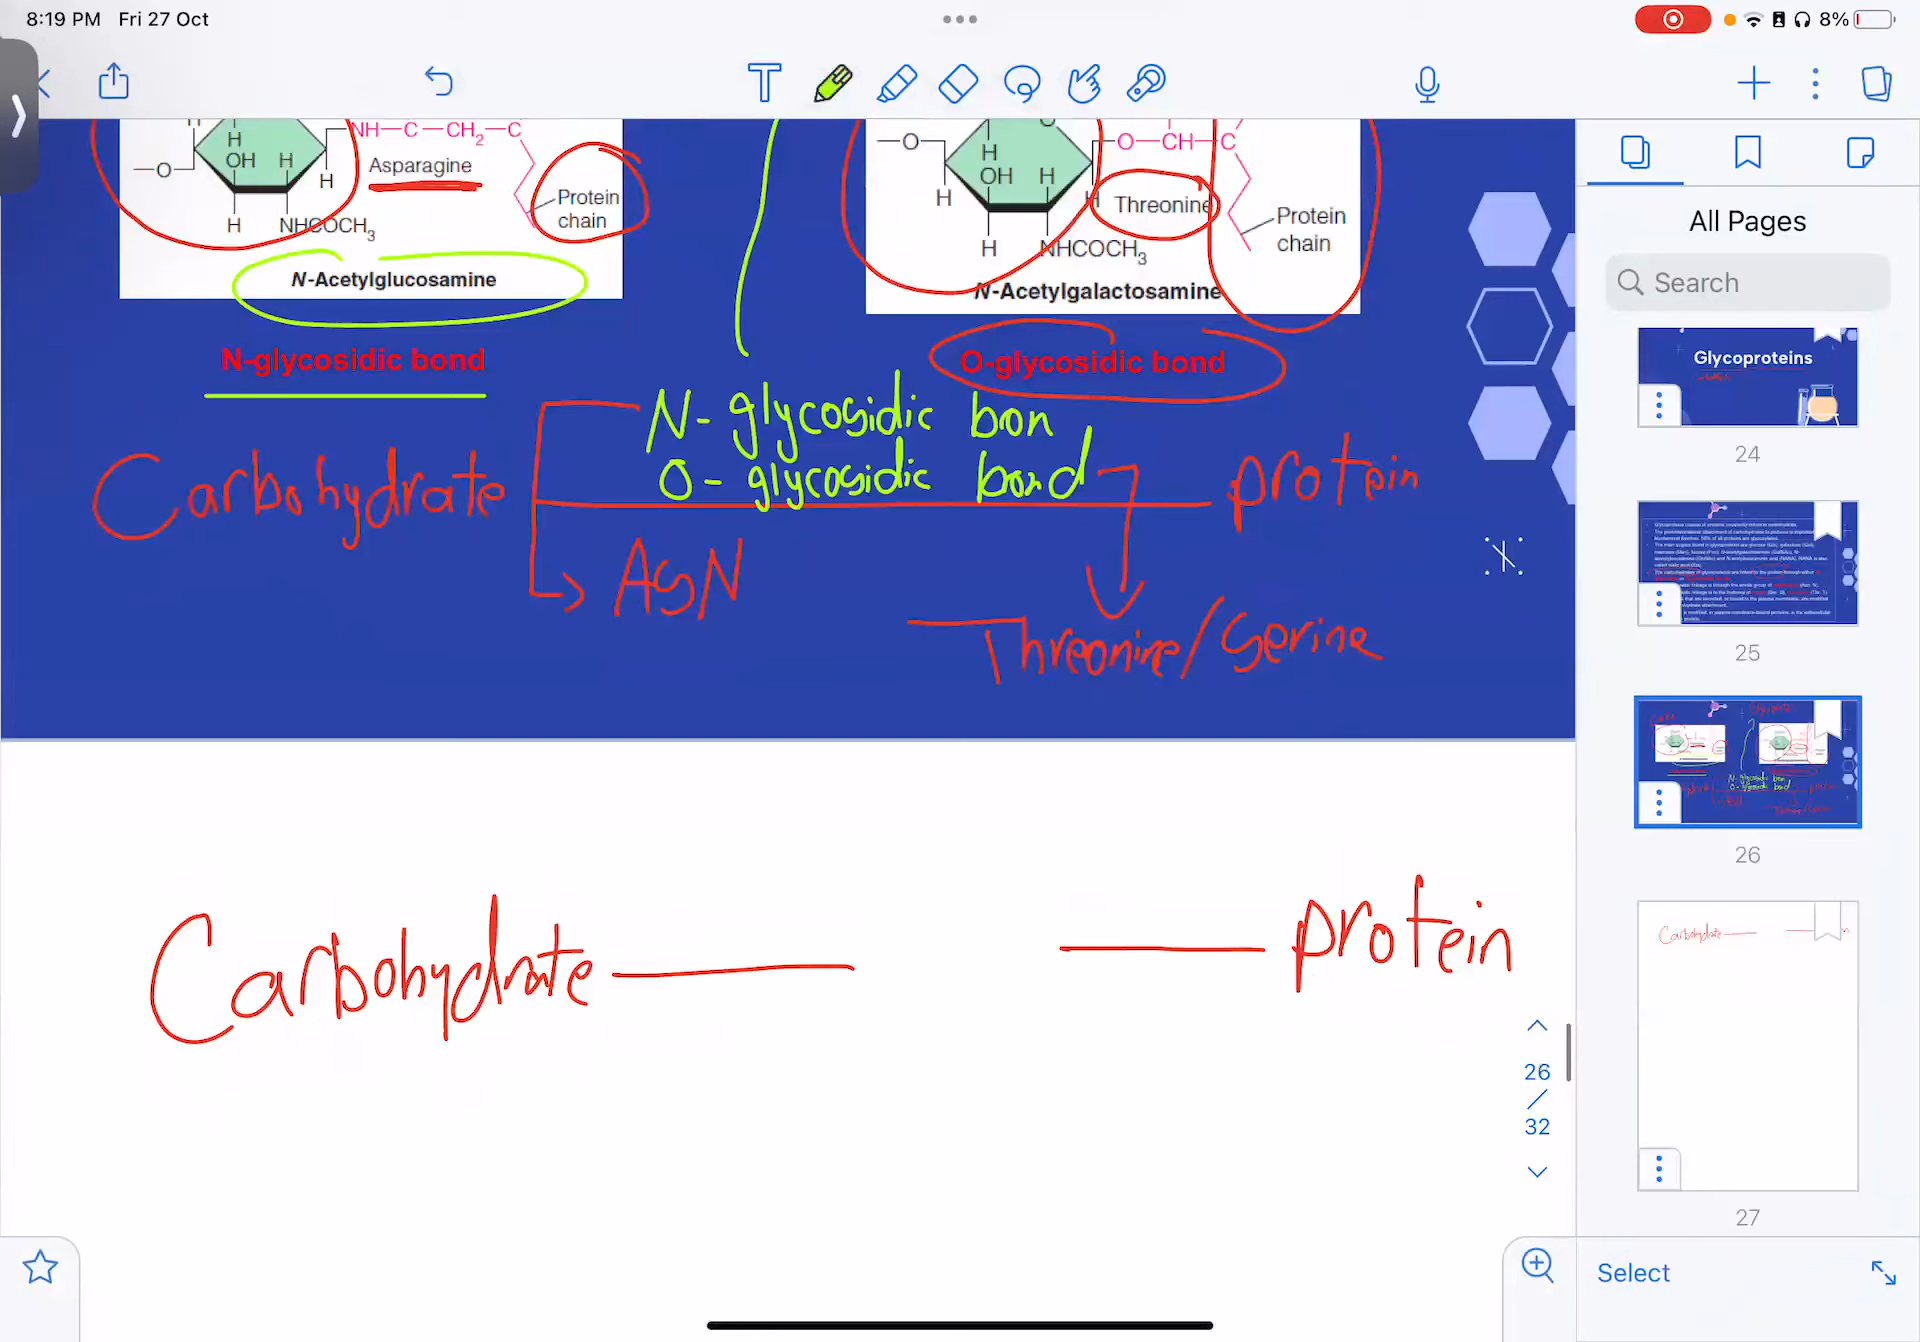 8:19 PM Fri 27 Oct
8%
NH—C—CH2—C
H
OH H
H
—O—
Asparagine
Protein
chain
H
NHCOCH3
N-Acetylglucosamine
N-glycosidic bond
—O—
—O—CH—C
H
OH H
H
H
Threonine
Protein
chain
H
NHCOCH3
N-Acetylgalactosamine
O-glycosidic bond
N- glycosidic bon
O- glycosidic bond
Carbohydrate
protein
ASN
Threonine/Serine
Carbohydrate
protein
26
/
32
All Pages
Search
Glycoproteins
24
25
26
Carbohydrate
27
Select